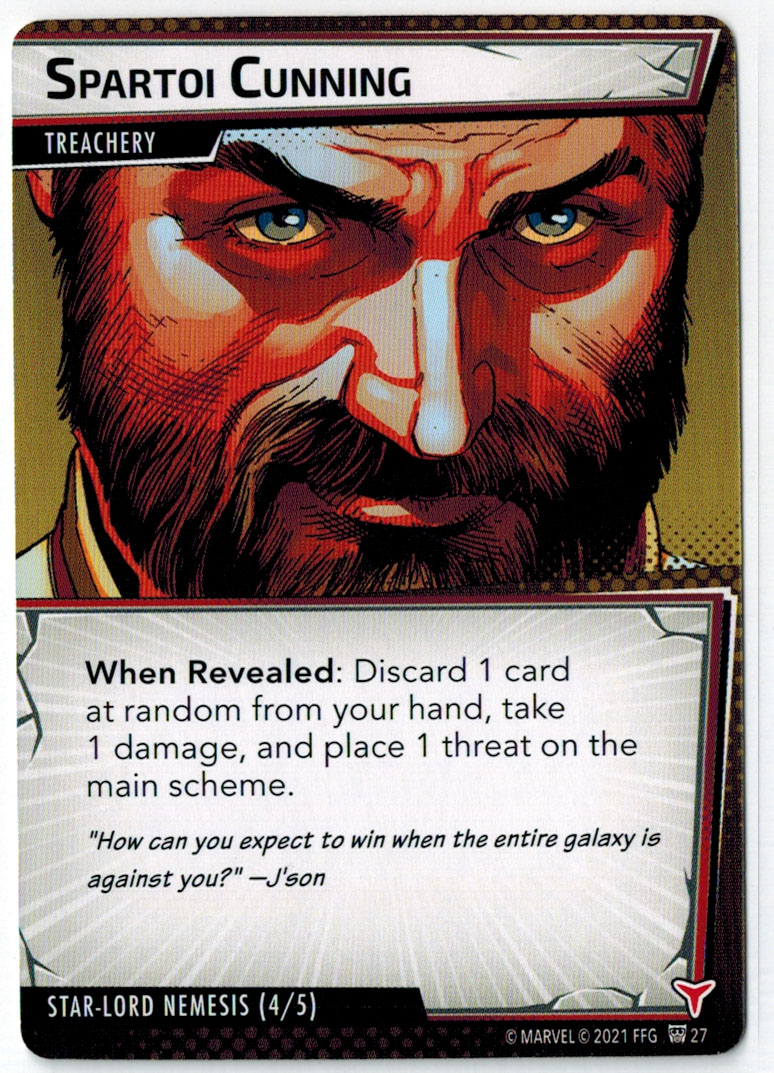 SPARTOI CUNNING
TREACHERY
When Revealed: Discard 1 card
at random from your hand, take
1 damage, and place 1 threat on the
main scheme.
"How can you expect to win when the entire galaxy is
against you?" —J'son
STAR-LORD NEMESIS (4/5)
© MARVEL © 2021 FFG 27